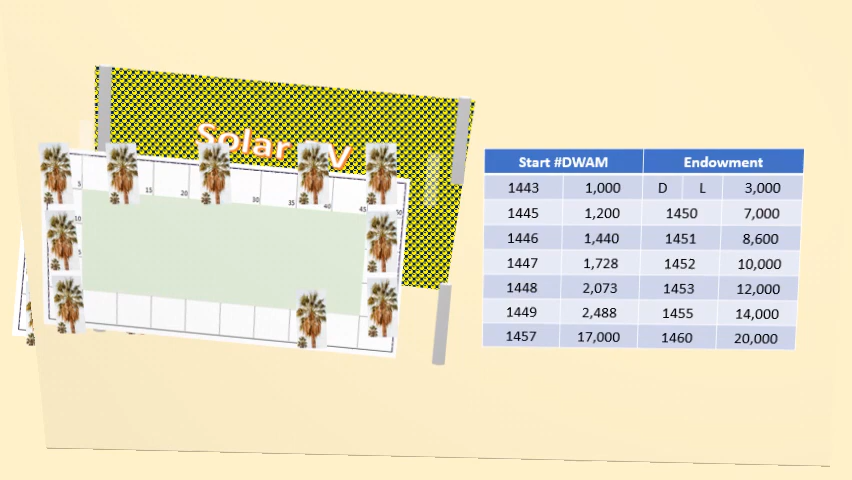 Solar PV
5
15
20
30
35
40
45
50
10
5
Start #DWAM Endowment
1443 1,000 D L 3,000
1445 1,200 1450 7,000
1446 1,440 1451 8,600
1447 1,728 1452 10,000
1448 2,073 1453 12,000
1449 2,488 1455 14,000
1457 17,000 1460 20,000